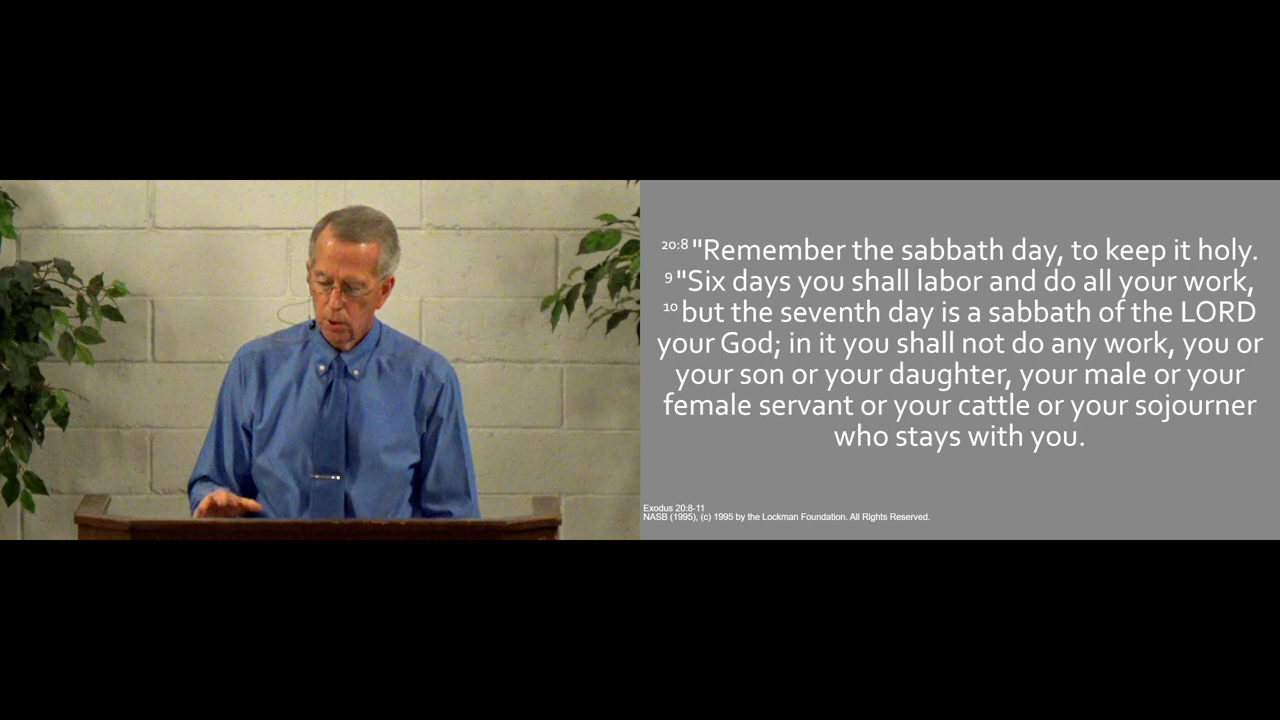 20:8 "Remember the sabbath day, to keep it holy.
9 "Six days you shall labor and do all your work,
10 but the seventh day is a sabbath of the LORD
your God; in it you shall not do any work, you or
your son or your daughter, your male or your
female servant or your cattle or your sojourner
who stays with you.
Exodus 20:8-11
NASB (1995), (c) 1995 by the Lockman Foundation. All Rights Reserved.